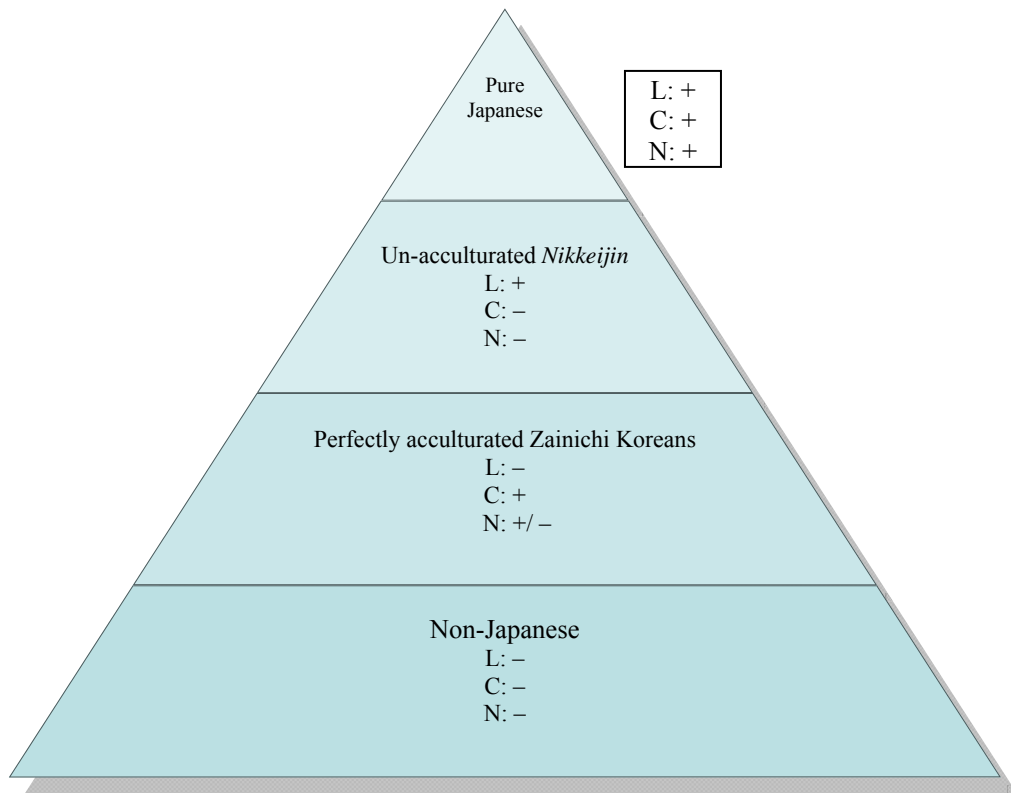 Pure
Japanese
L: +
C: +
N: +
Un-acculturated Nikkeijin
L: +
C: –
N: –
Perfectly acculturated Zainichi Koreans
L: –
C: +
N: +/ –
Non-Japanese
L: –
C: –
N: –